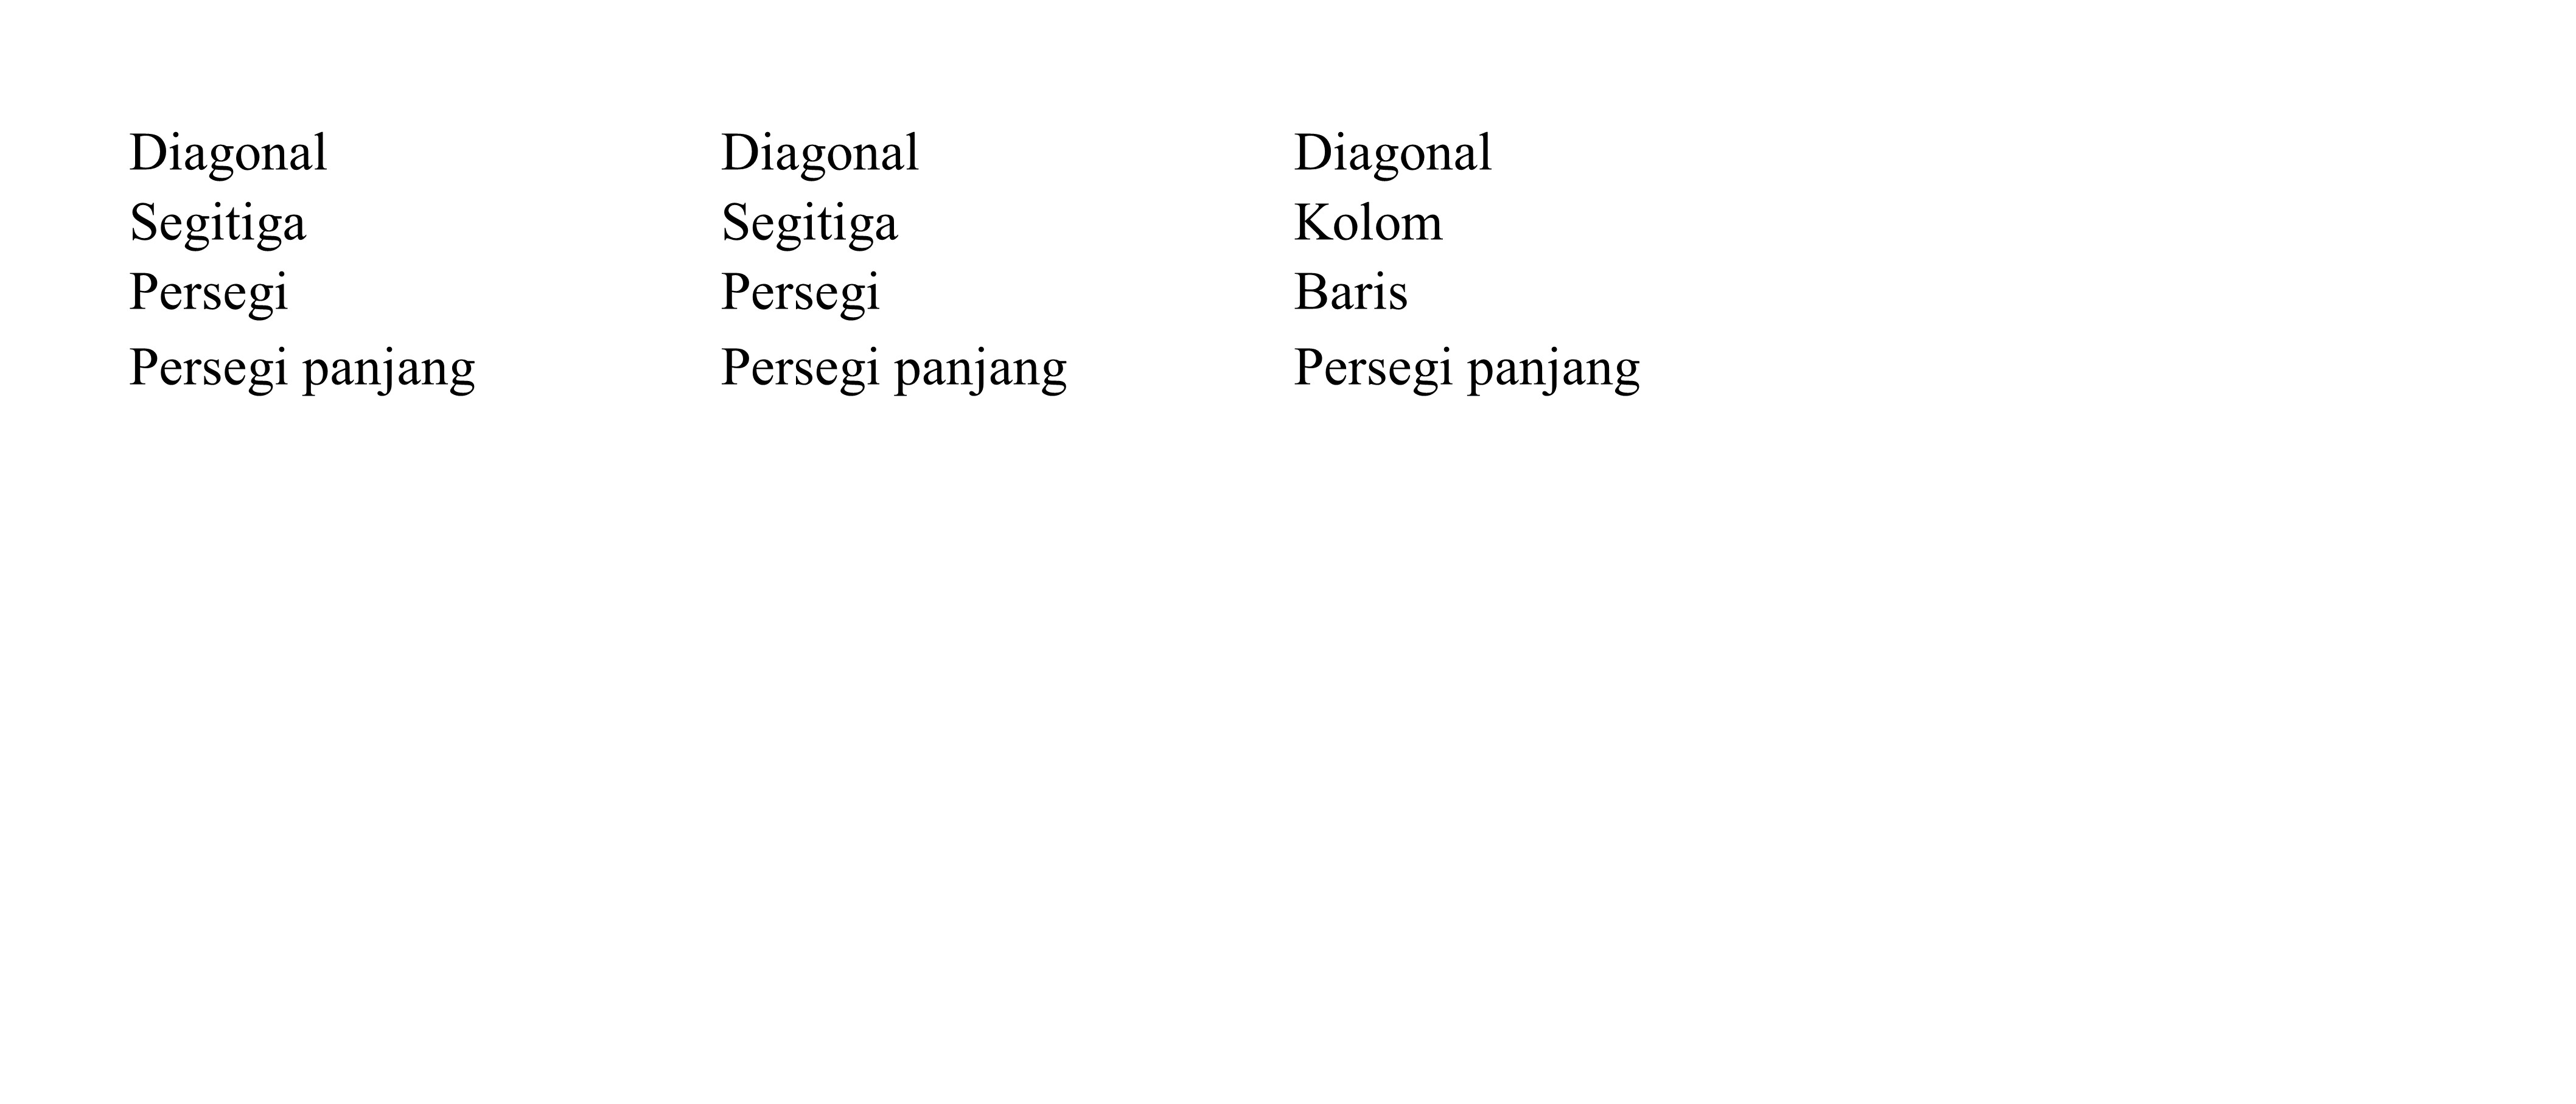 Diagonal
Segitiga
Persegi
Persegi panjang
Diagonal
Segitiga
Persegi
Persegi panjang
Diagonal
Kolom
Baris
Persegi panjang